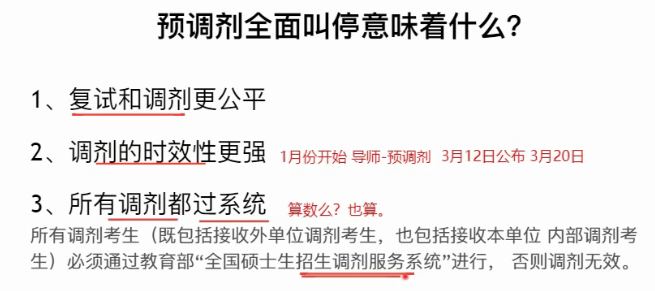 预调剂全面叫停意味着什么？
1、复试和调剂更公平
2、调剂的时效性更强 1月份开始 导师-预调剂 3月12日公布 3月20日
3、所有调剂都过系统 算数么？也算。
所有调剂考生（既包括接收外单位调剂考生，也包括接收本单位 内部调剂考
生）必须通过教育部“全国硕士生招生调剂服务系统”进行， 否则调剂无效。